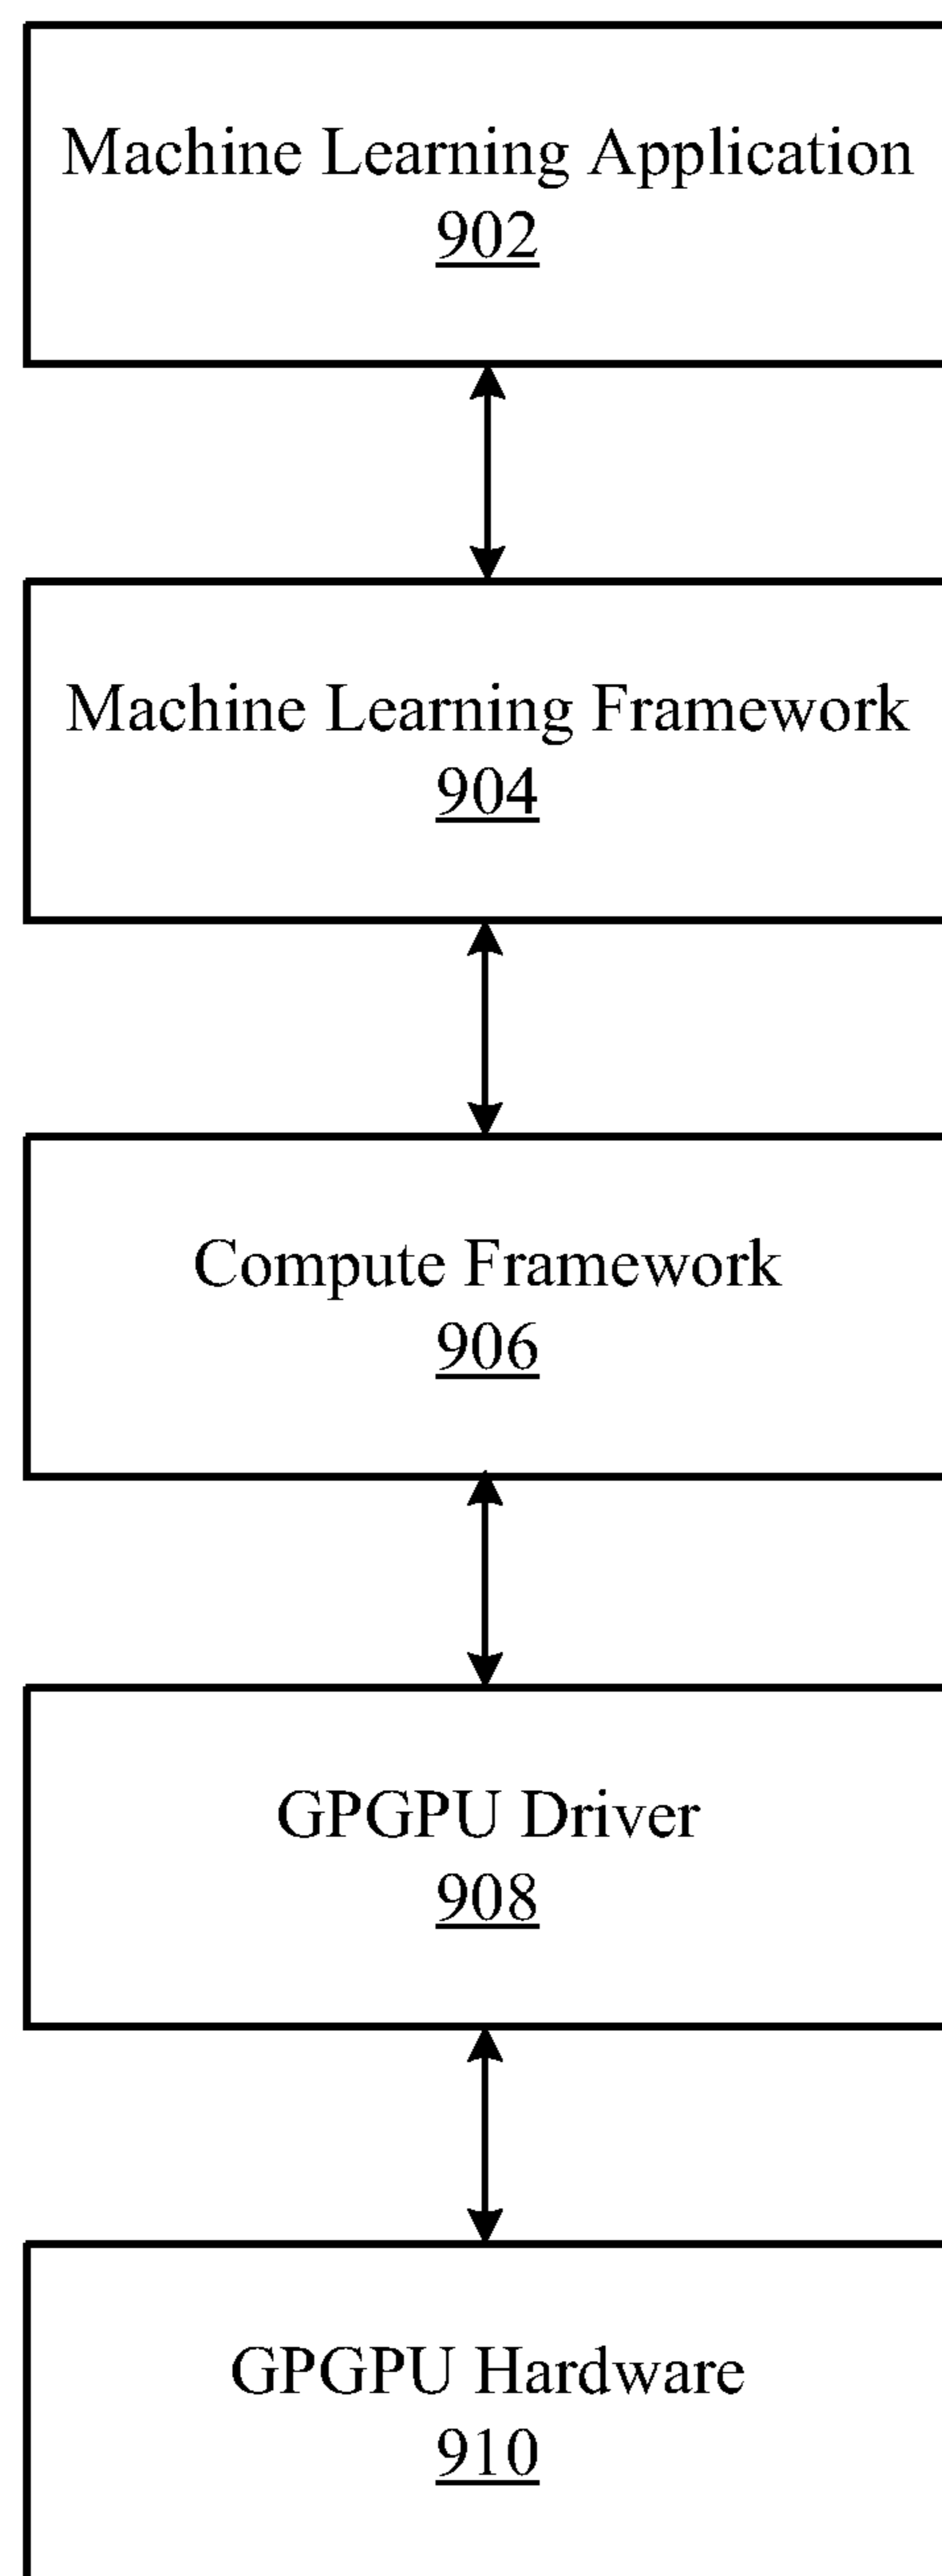 Machine Learning Application
902
Machine Learning Framework
904
Compute Framework
906
GPGPU Driver
908
GPGPU Hardware
910